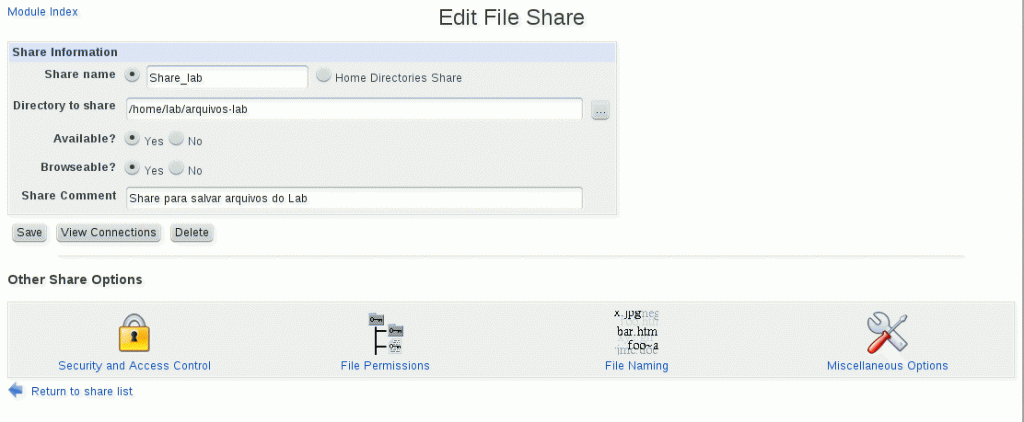 Module Index
Edit File Share
Share Information
Share name Share_lab Home Directories Share
Directory to share /home/lab/arquivos-lab ...
Available? Yes No
Browseable? Yes No
Share Comment Share para salvar arquivos do Lab
Save View Connections Delete
Other Share Options
x.jpg
bar.htm
foo~a
Security and Access Control File Permissions File Naming Miscellaneous Options
Return to share list